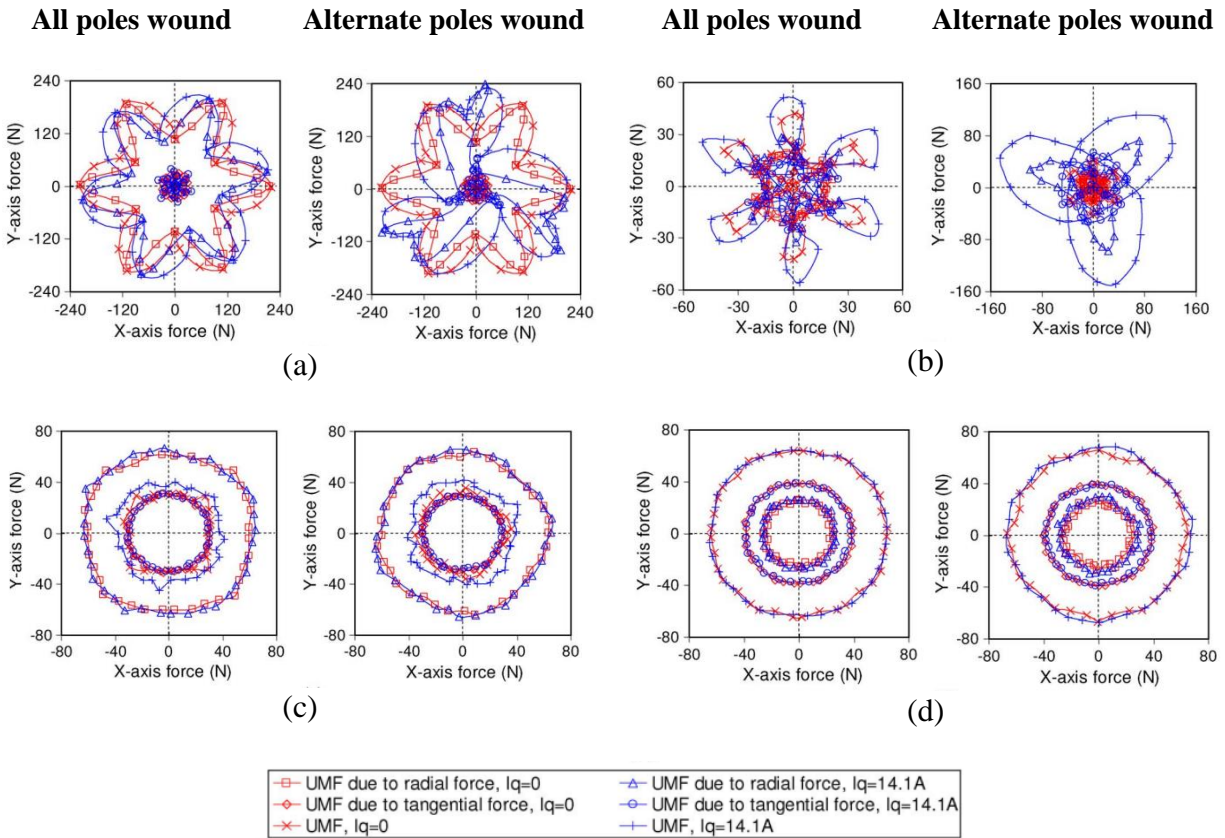 All poles wound Alternate poles wound All poles wound Alternate poles wound
240
120
0
-120
-240
Y-axis force (N)
-240 -120 0 120 240
X-axis force (N)
240
120
0
-120
-240
Y-axis force (N)
-240 -120 0 120 240
X-axis force (N)
(a)
60
30
0
-30
-60
Y-axis force (N)
-60 -30 0 30 60
X-axis force (N)
160
80
0
-80
-160
Y-axis force (N)
-160 -80 0 80 160
X-axis force (N)
(b)
80
40
0
-40
-80
Y-axis force (N)
-80 -40 0 40 80
X-axis force (N)
80
40
0
-40
-80
Y-axis force (N)
-80 -40 0 40 80
X-axis force (N)
(c)
80
40
0
-40
-80
Y-axis force (N)
-80 -40 0 40 80
X-axis force (N)
80
40
0
-40
-80
Y-axis force (N)
-80 -40 0 40 80
X-axis force (N)
(d)
UMF due to radial force, Iq=0
UMF due to tangential force, Iq=0
UMF, Iq=0
UMF due to radial force, Iq=14.1A
UMF due to tangential force, Iq=14.1A
UMF, Iq=14.1A